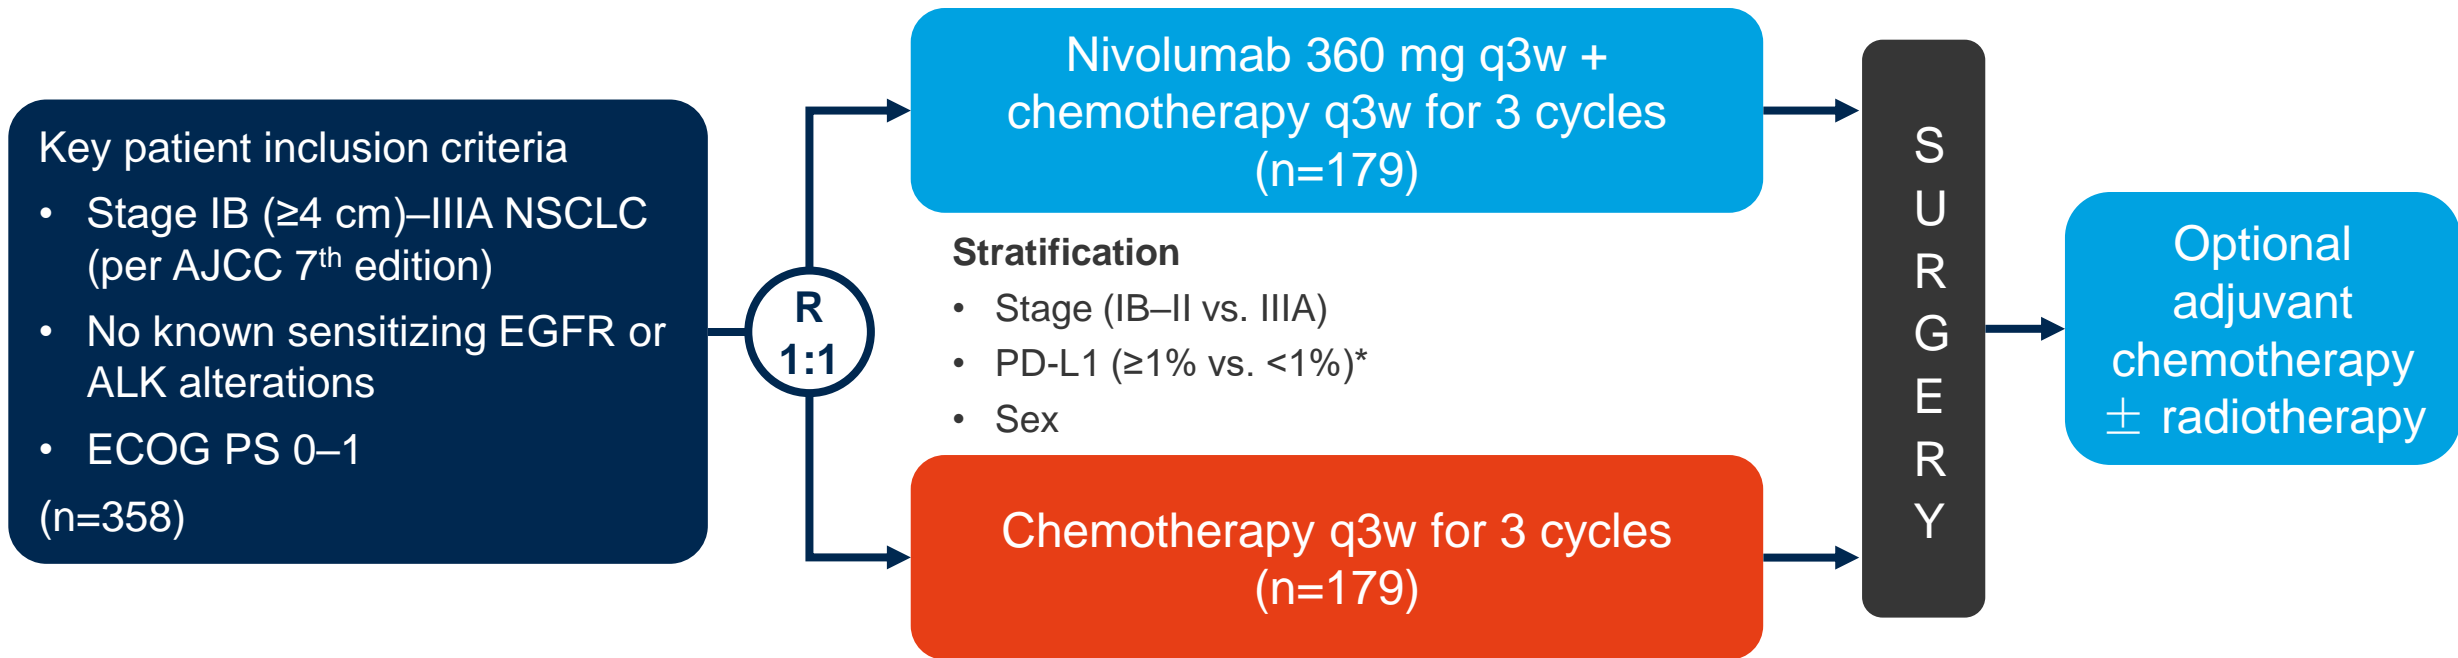 Key patient inclusion criteria
• Stage IB (≥4 cm)–IIIA NSCLC
(per AJCC 7th edition)
• No known sensitizing EGFR or
ALK alterations
• ECOG PS 0–1
(n=358)
R
1:1
Nivolumab 360 mg q3w +
chemotherapy q3w for 3 cycles
(n=179)
Stratification
• Stage (IB–II vs. IIIA)
• PD-L1 (≥1% vs. <1%)*
• Sex
Chemotherapy q3w for 3 cycles
(n=179)
S
U
R
G
E
R
Y
Optional
adjuvant
chemotherapy
± radiotherapy